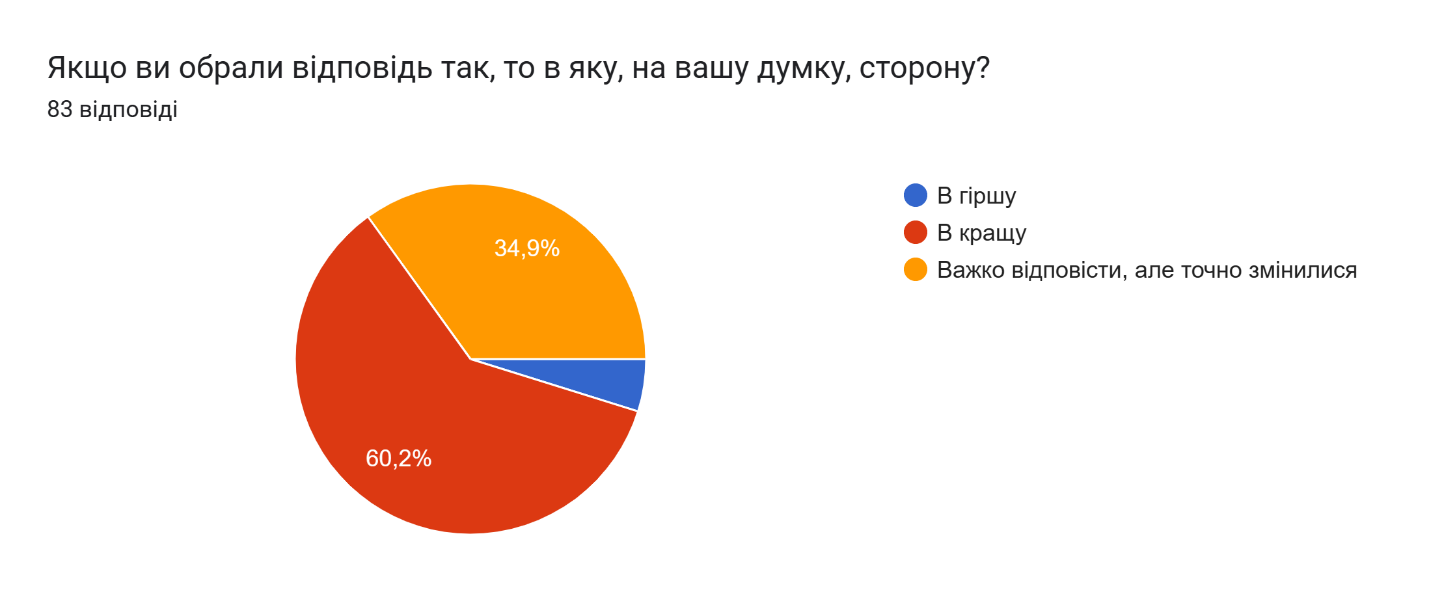 Якщо ви обрали відповідь так, то в яку, на вашу думку, сторону?
83 відповіді
34,9%
60,2%
В гіршу
В кращу
Важко відповісти, але точно змінилися